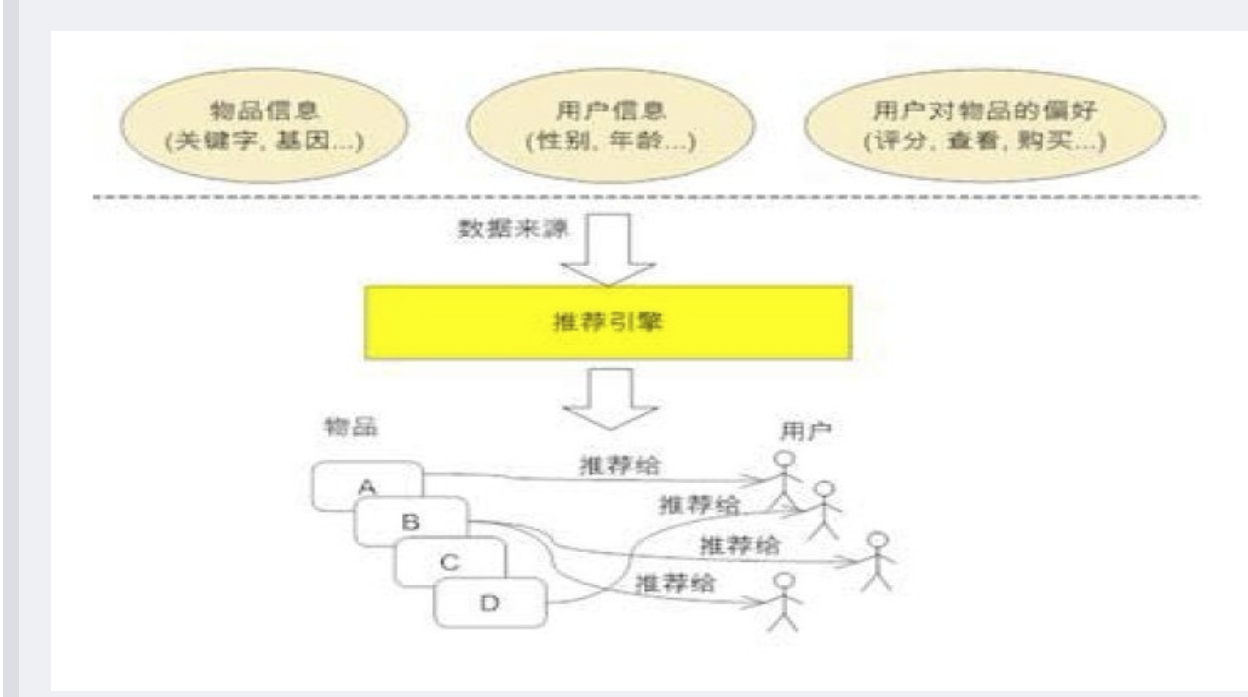 物品信息
(关键字, 基因...)
用户信息
(性别, 年龄...)
用户对物品的偏好
(评分, 查看, 购买...)
数据来源
推荐引擎
物品
用户
A
推荐给
B
推荐给
C
推荐给
D
推荐给